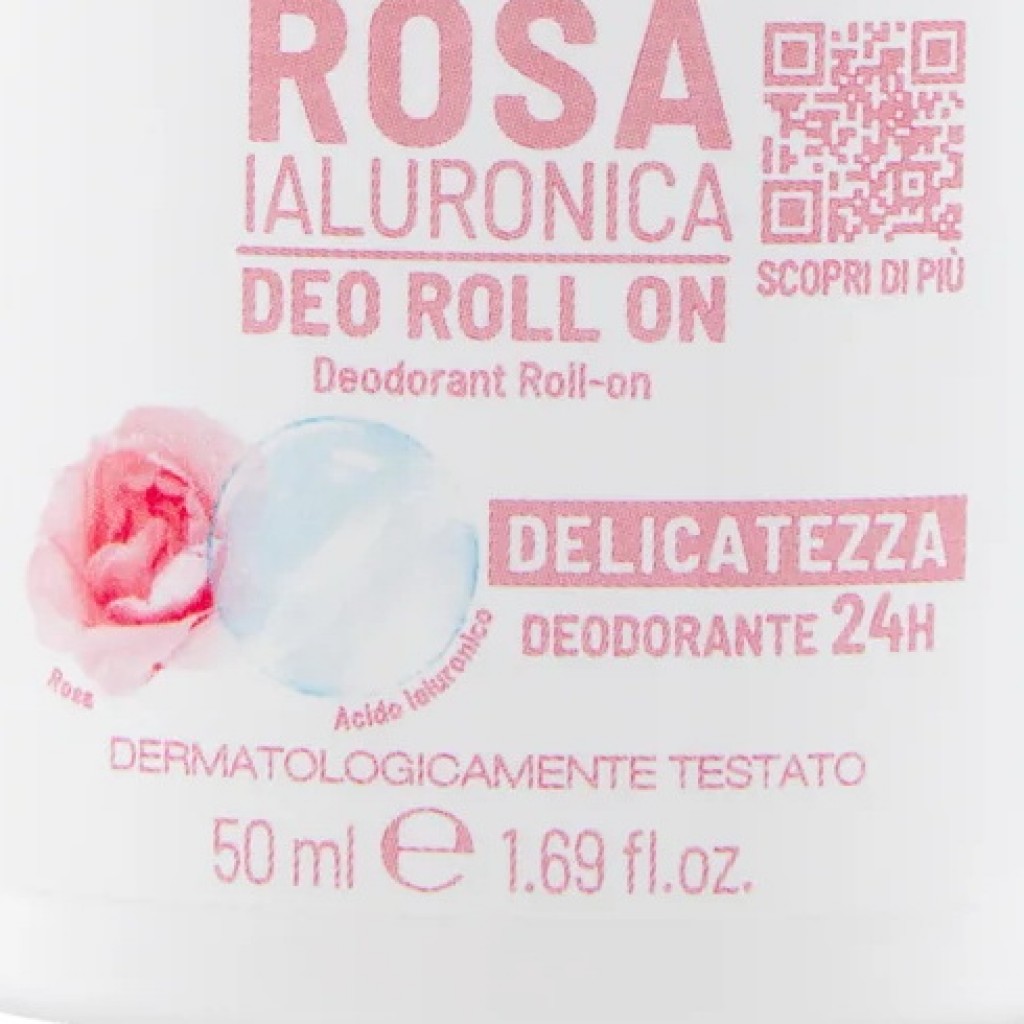 ROSA
IALURONICA
DEO ROLL ON
SCOPRI DI PIÙ
Deodorant Roll-on
DELICATEZZA
DEODORANTE 24H
Rosa
Acido Ialuronico
DERMATOLOGICAMENTE TESTATO
50 ml e 1.69 fl.oz.